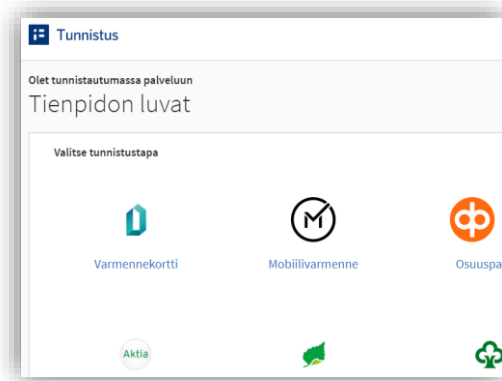 Tunnistus
Olet tunnistautumassa palveluun
Tienpidon luvat
Valitse tunnistustapa
Varmennekortti
Mobiilivarmenne
Osuuspa
Aktia